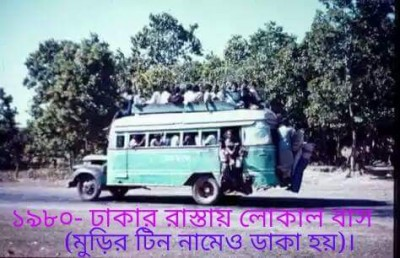 ১৯৮০- ঢাকার রাস্তায় লোকাল বাস
(মুড়ির টিন নামেও ডাকা হয়)।